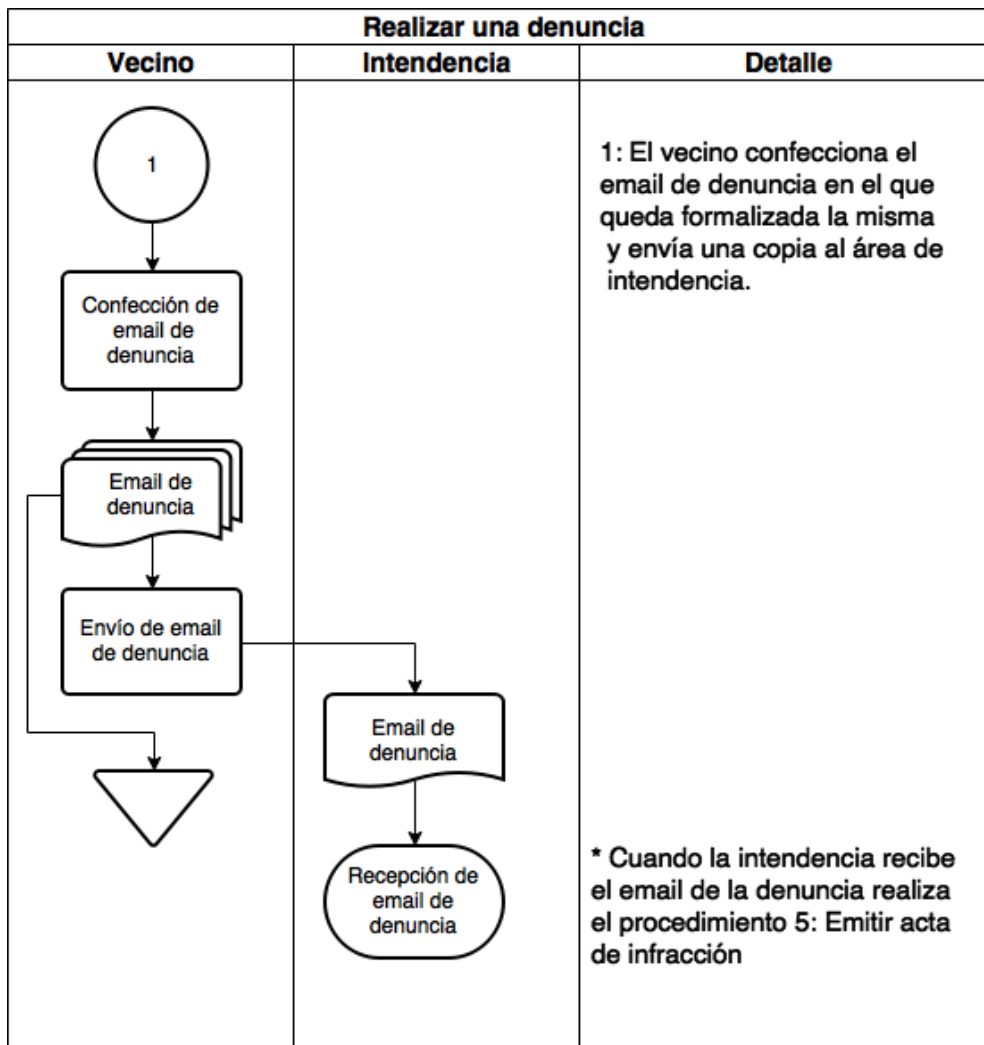 Realizar una denuncia
Vecino
Intendencia
Detalle
1
1: El vecino confecciona el
email de denuncia en el que
queda formalizada la misma
y envía una copia al área de
intendencia.
Confección de
email de
denuncia
Email de
denuncia
Envío de email
de denuncia
Email de
denuncia
Recepción de
email de
denuncia
* Cuando la intendencia recibe
el email de la denuncia realiza
el procedimiento 5: Emitir acta
de infracción